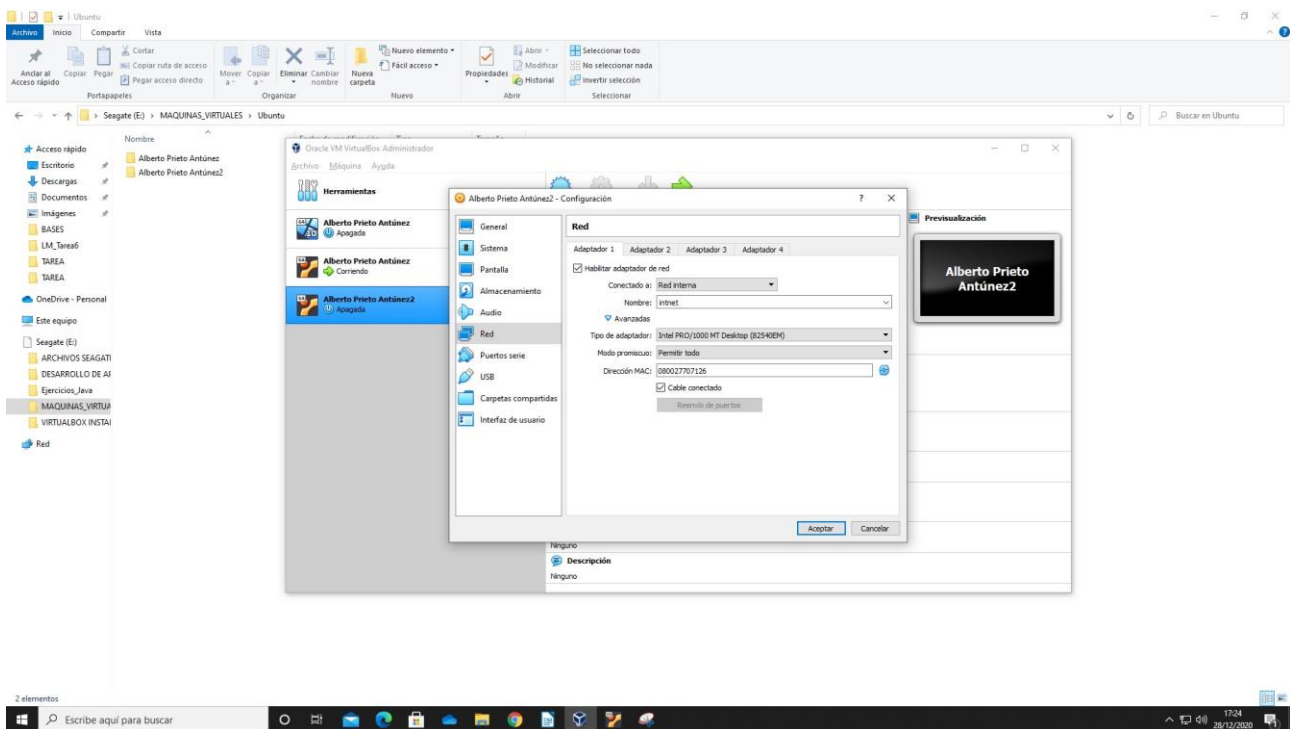 Ubuntu
Archivo Inicio Compartir Vista
Anclar al Acceso rápido
Copiar
Pegar
Cortar
Copiar ruta de acceso
Pegar acceso directo
Portapapeles
Mover a
Copiar a
Eliminar
Cambiar nombre
Organizar
Nueva carpeta
Nuevo elemento
Fácil acceso
Nuevo
Propiedades
Abrir
Modificar
Historial
Abrir
Seleccionar todo
No seleccionar nada
Invertir selección
Seleccionar
Seagate (E:) > MAQUINAS_VIRTUALES > Ubuntu
Buscar en Ubuntu
Acceso rápido
Escritorio
Descargas
Documentos
Imágenes
BASES
LM_Tarea6
TAREA
TAREA
OneDrive - Personal
Este equipo
Seagate (E:)
ARCHIVOS SEAGATI
DESARROLLO DE AF
Ejercicios_Java
MAQUINAS_VIRTUA
VIRTUALBOX INSTAI
Red
Nombre
Alberto Prieto Antúnez
Alberto Prieto Antúnez2
Oracle VM VirtualBox Administrador
Archivo Máquina Ayuda
Herramientas
Alberto Prieto Antúnez
Apagada
Alberto Prieto Antúnez
Corriendo
Alberto Prieto Antúnez2
Apagada
Alberto Prieto Antúnez2 - Configuración ?
General
Sistema
Pantalla
Almacenamiento
Audio
Red
Puertos serie
USB
Carpetas compartidas
Interfaz de usuario
Red
Adaptador 1 Adaptador 2 Adaptador 3 Adaptador 4
Habilitar adaptador de red
Conectado a: Red interna
Nombre: intnet
Avanzadas
Tipo de adaptador: Intel PRO/1000 MT Desktop (82540EM)
Modo promiscuo: Permitir todo
Dirección MAC: 080027707126
Cable conectado
Reenvío de puertos
Aceptar Cancelar
Previsualización
Alberto Prieto
Antúnez2
Ninguno
Descripción
Ninguno
2 elementos
Escribe aquí para buscar
17:24
28/12/2020